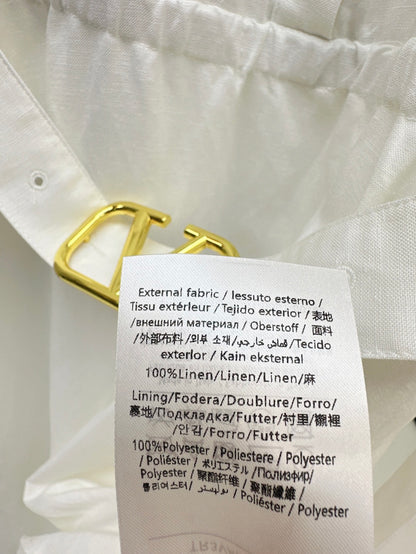 External fabric / lessuto esterno /
Tissu extérieur / Tejido exterior / 表地
/внешний материал / Oberstoff / 面料
/外部布料 / 외부 소재 / قماش خارجي /Tecido
exterlor / Kain eksternal
100%Linen/Linen/Linen/麻
Lining/Fodera/Doublure/Forro/
裏地/Подкладка/Futter/衬里/襯裡
/안감/Forro/Futter
100%Polyester / Poliestere / Polyester
/ Poliéster / ポリエステル /Полиэфир/
Polyester / 聚酯纤维 / 聚酯纖維 /
폴리에스터 / بوليستر / Poliéster / Polyester